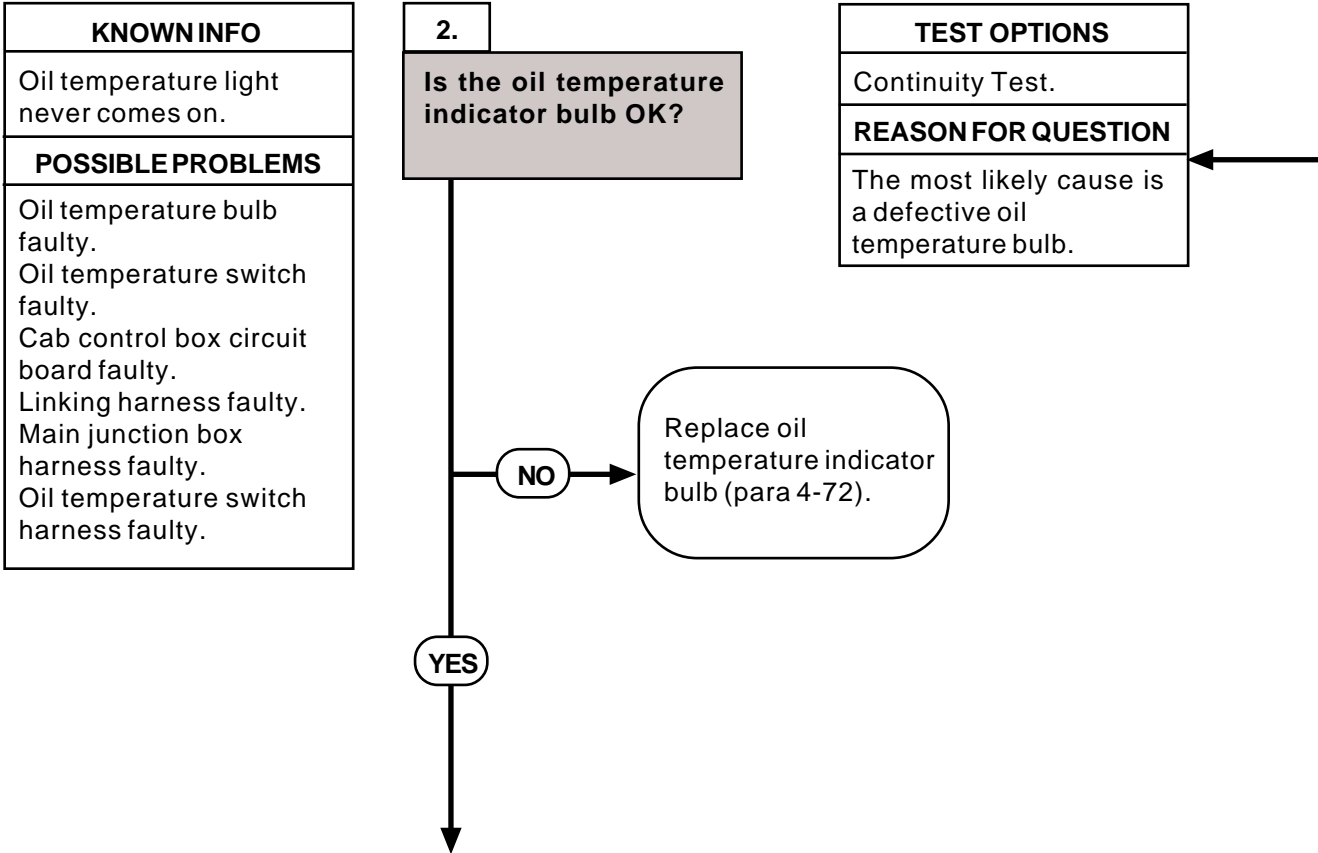 KNOWN INFO
Oil temperature light
never comes on.
POSSIBLE PROBLEMS
Oil temperature bulb
faulty.
Oil temperature switch
faulty.
Cab control box circuit
board faulty.
Linking harness faulty.
Main junction box
harness faulty.
Oil temperature switch
harness faulty.
2.
Is the oil temperature
indicator bulb OK?
TEST OPTIONS
Continuity Test.
REASON FOR QUESTION
The most likely cause is
a defective oil
temperature bulb.
NO
Replace oil
temperature indicator
bulb (para 4-72).
YES